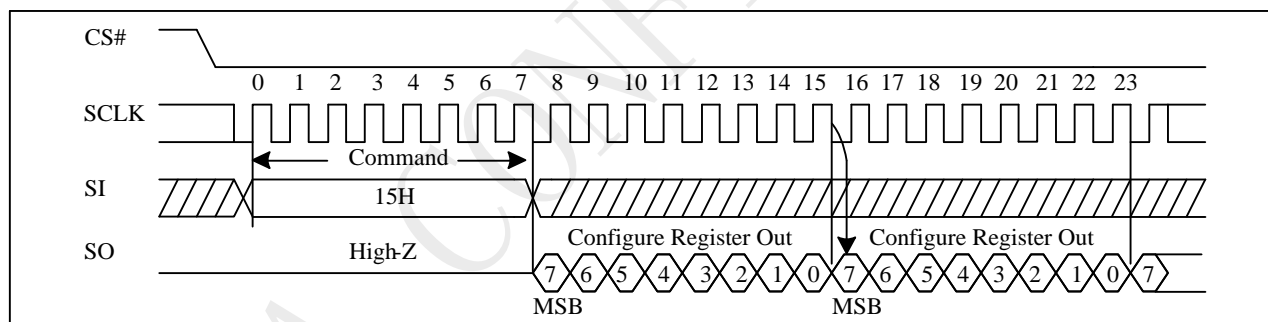 CS#
0 1 2 3 4 5 6 7 8 9 10 11 12 13 14 15 16 17 18 19 20 21 22 23
SCLK
Command
SI
15H
SO
High-Z
Configure Register Out
Configure Register Out
7 6 5 4 3 2 1 0 7 6 5 4 3 2 1 0 7
MSB
MSB